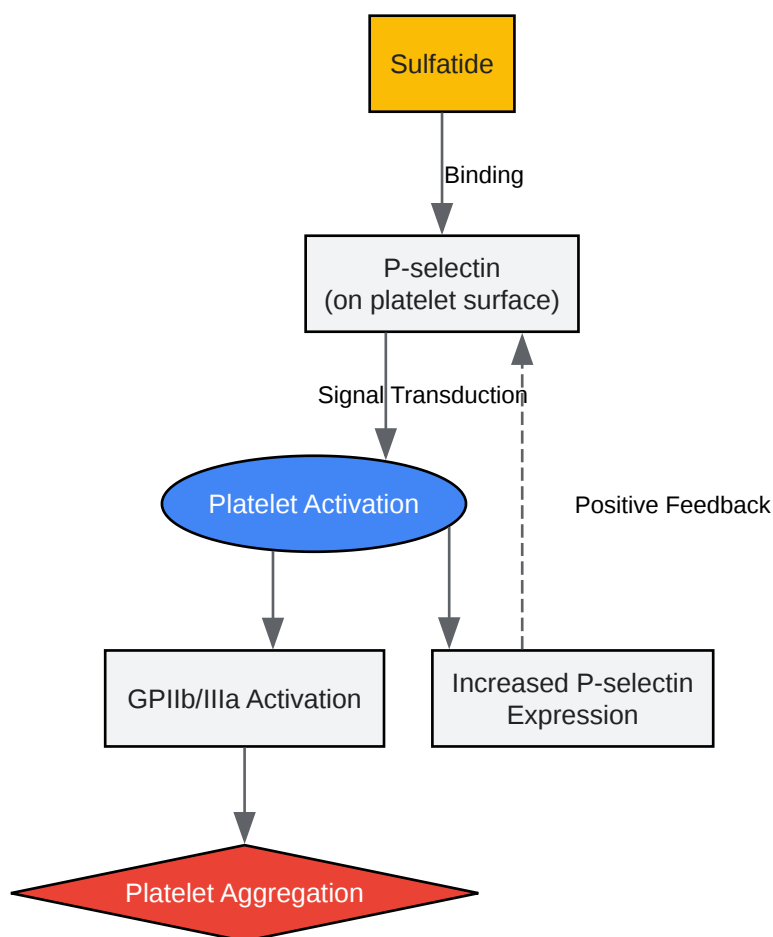 Sulfatide
Binding
P-selectin
(on platelet surface)
Signal Transduction
Platelet Activation
Positive Feedback
GPIIb/IIIa Activation
Increased P-selectin
Expression
Platelet Aggregation